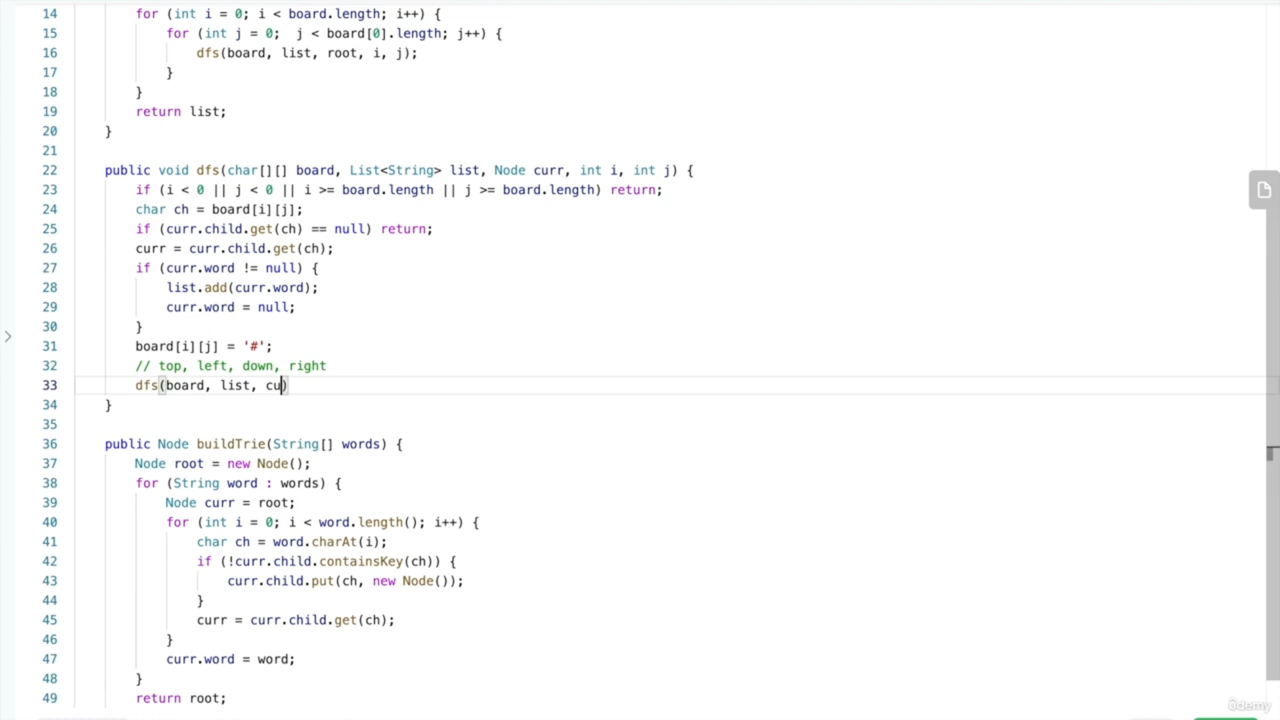 14 for (int i = 0; i < board.length; i++) {
15 for (int j = 0;  j < board[0].length; j++) {
16 dfs(board, list, root, i, j);
17 }
18 }
19 return list;
20 }
21
22 public void dfs(char[][] board, List<String> list, Node curr, int i, int j) {
23 if (i < 0 || j < 0 || i >= board.length || j >= board.length) return;
24 char ch = board[i][j];
25 if (curr.child.get(ch) == null) return;
26 curr = curr.child.get(ch);
27 if (curr.word != null) {
28 list.add(curr.word);
29 curr.word = null;
30 }
31 board[i][j] = '#';
32 // top, left, down, right
33 dfs(board, list, cu)
34 }
35
36 public Node buildTrie(String[] words) {
37 Node root = new Node();
38 for (String word : words) {
39 Node curr = root;
40 for (int i = 0; i < word.length(); i++) {
41 char ch = word.charAt(i);
42 if (!curr.child.containsKey(ch)) {
43 curr.child.put(ch, new Node());
44 }
45 curr = curr.child.get(ch);
46 }
47 curr.word = word;
48 }
49 return root;
ûdemy